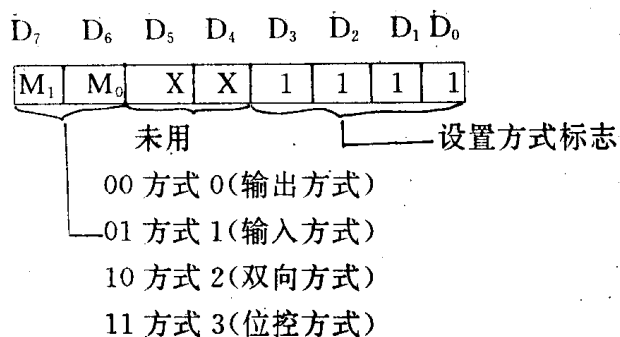 D₇ D₆ D₅ D₄ D₃ D₂ D₁ D₀
M₁ M₀ X X 1 1 1 1
未用 设置方式标志
00 方式 0(输出方式)
01 方式 1(输入方式)
10 方式 2(双向方式)
11 方式 3(位控方式)